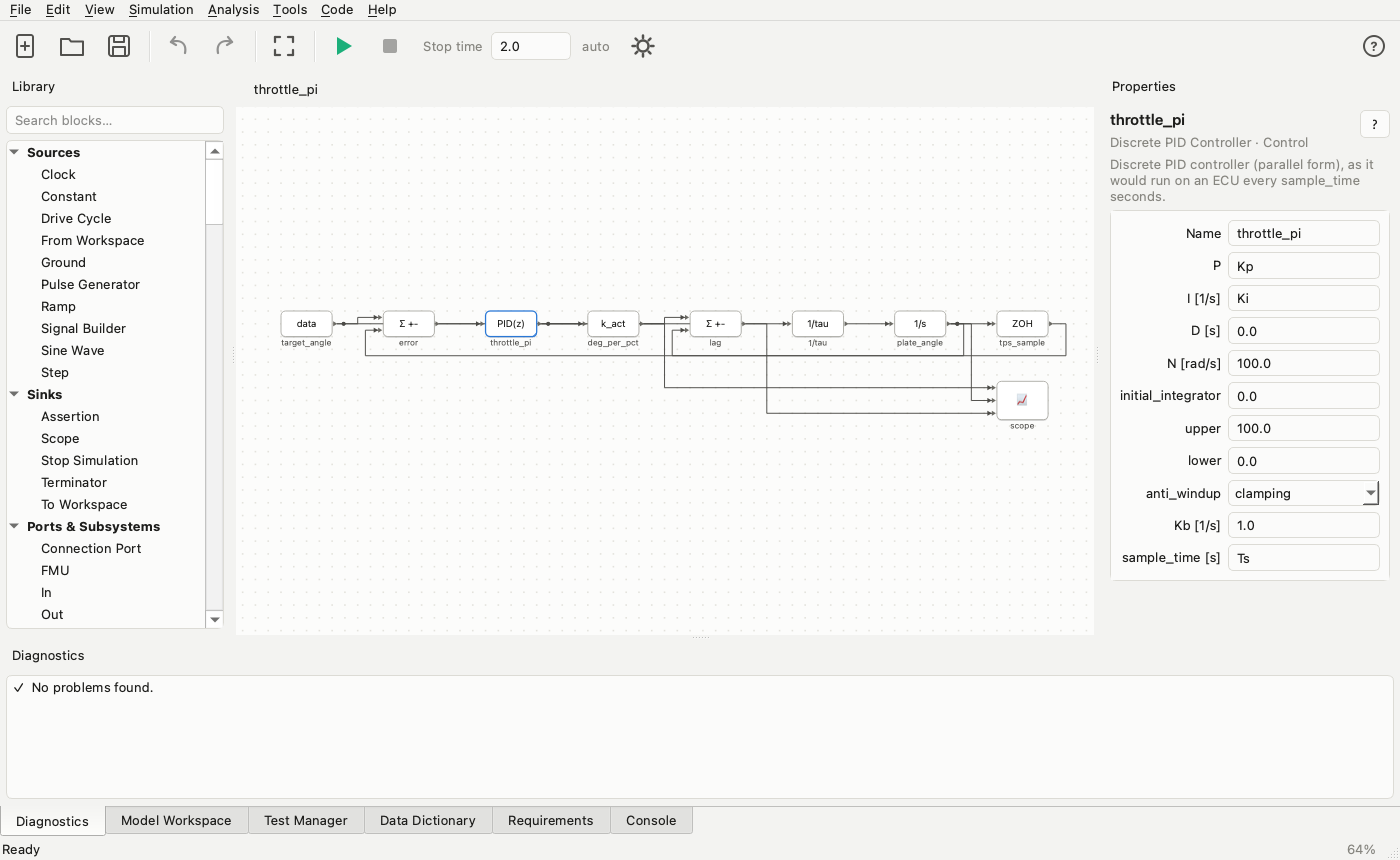 File Edit View Simulation Analysis Tools Code Help
Stop time 2.0 auto
Library
throttle_pi
Properties
Search blocks...
Sources
Clock
Constant
Drive Cycle
From Workspace
Ground
Pulse Generator
Ramp
Signal Builder
Sine Wave
Step
Sinks
Assertion
Scope
Stop Simulation
Terminator
To Workspace
Ports & Subsystems
Connection Port
FMU
In
Out
data
Σ +-
PID(z)
k_act
Σ +-
1/tau
1/s
ZOH
target_angle
error
throttle_pi
deg_per_pct
lag
1/tau
plate_angle
tps_sample
scope
throttle_pi
?
Discrete PID Controller · Control
Discrete PID controller (parallel form), as it
would run on an ECU every sample_time
seconds.
Name throttle_pi
P Kp
I [1/s] Ki
D [s] 0.0
N [rad/s] 100.0
initial_integrator 0.0
upper 100.0
lower 0.0
anti_windup clamping
Kb [1/s] 1.0
sample_time [s] Ts
Diagnostics
✓ No problems found.
Diagnostics Model Workspace Test Manager Data Dictionary Requirements Console
Ready
64%